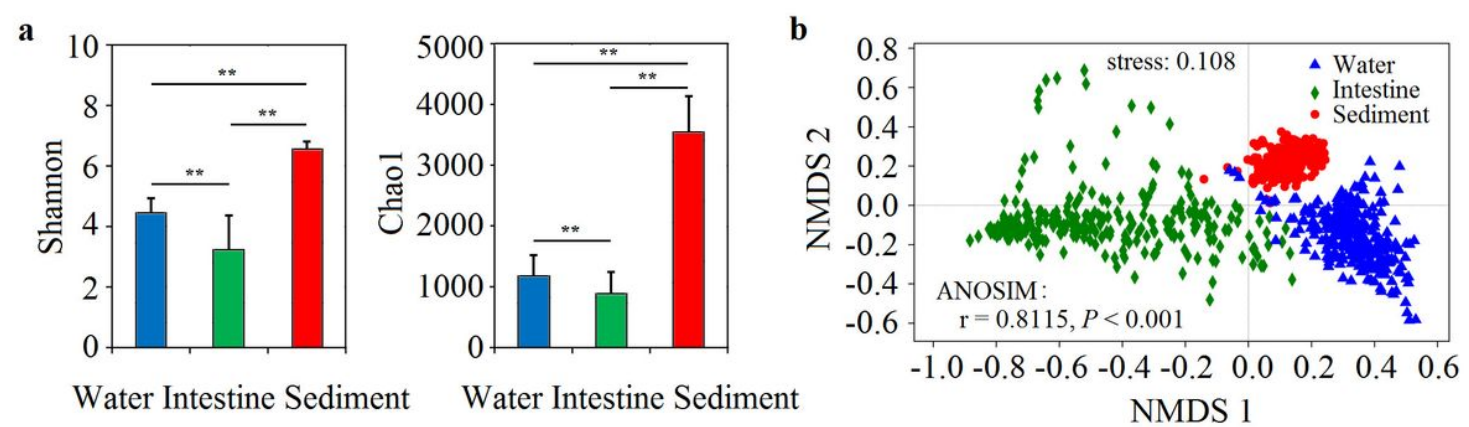 a
10
8
6
4
2
0
Shannon
**
**
**
Water Intestine Sediment
5000
4000
3000
2000
1000
0
Chao1
**
**
**
Water Intestine Sediment
b
0.8
0.6
0.4
0.2
0.0
-0.2
-0.4
-0.6
NMDS 2
stress: 0.108
Water
Intestine
Sediment
ANOSIM:
r = 0.8115, P < 0.001
-1.0 -0.8 -0.6 -0.4 -0.2 0.0 0.2 0.4 0.6
NMDS 1